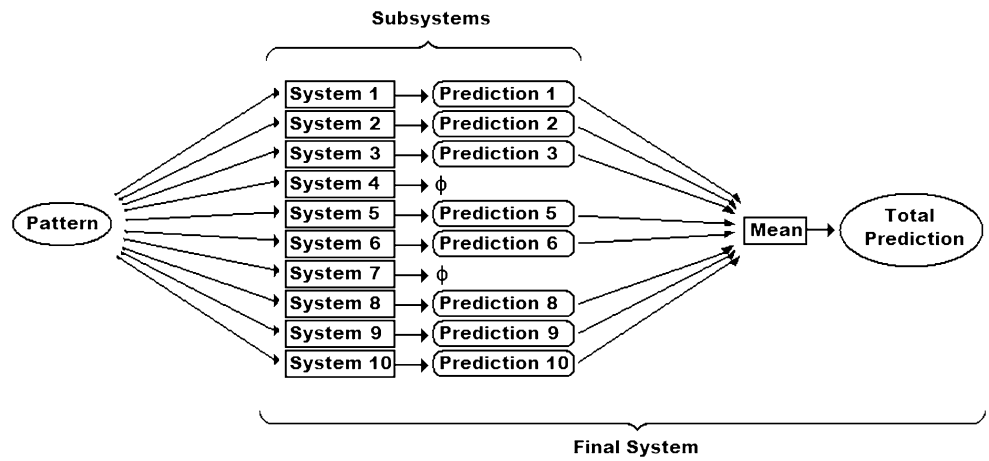 Subsystems
System 1
Prediction 1
System 2
Prediction 2
System 3
Prediction 3
System 4
ϕ
System 5
Prediction 5
System 6
Prediction 6
System 7
ϕ
System 8
Prediction 8
System 9
Prediction 9
System 10
Prediction 10
Pattern
Mean
Total
Prediction
Final System